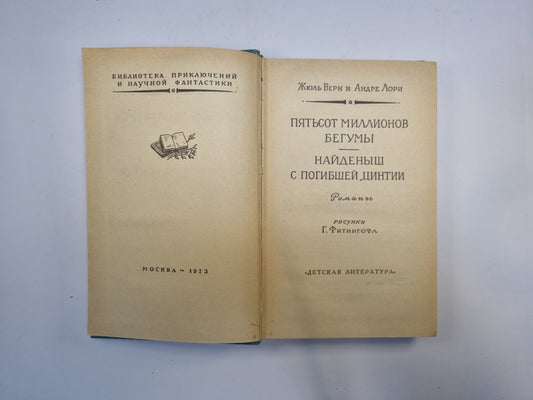 БИБЛИОТЕКА ПРИКЛЮЧЕНИЙ
И НАУЧНОЙ ФАНТАСТИКИ
МОСКВА — 1973
Жюль Верн и Андре Лори
ПЯТЬСОТ МИЛЛИОНОВ
БЕГУМЫ
НАЙДЕНЫШ
С ПОГИБШЕЙ „ЦИНТИИ"
Романы
РИСУНКИ
Г. Фитингофа
«ДЕТСКАЯ ЛИТЕРАТУРА»